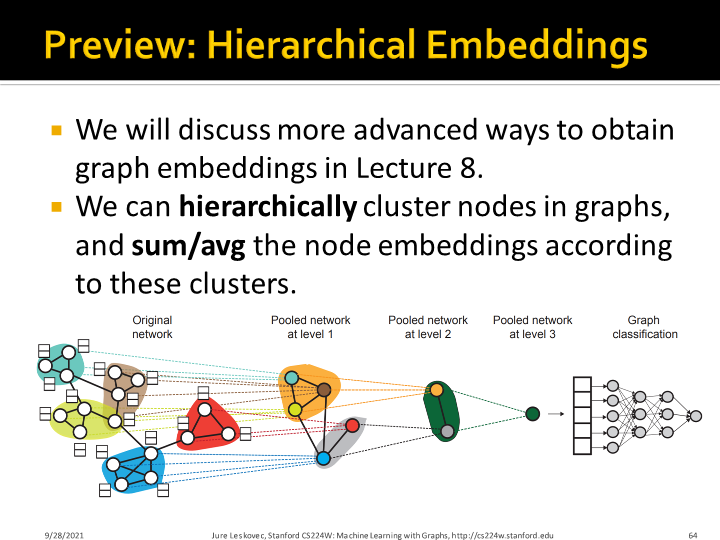 Preview: Hierarchical Embeddings
We will discuss more advanced ways to obtain
graph embeddings in Lecture 8.
We can hierarchically cluster nodes in graphs,
and sum/avg the node embeddings according
to these clusters.
Original
network
Pooled network
at level 1
Pooled network
at level 2
Pooled network
at level 3
Graph
classification
9/28/2021
Jure Leskovec, Stanford CS224W: Machine Learning with Graphs, http://cs224w.stanford.edu
64